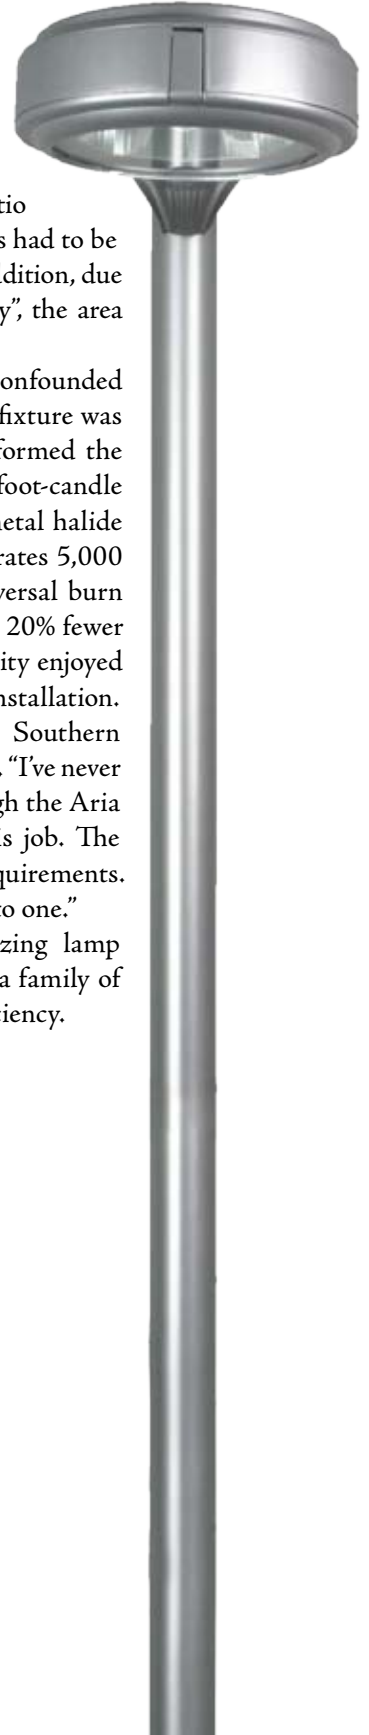 tio
s had to be
dition, due
y”, the area
onfounded
fixture was
formed the
foot-candle
etal halide
rates 5,000
versal burn
20% fewer
ity enjoyed
nstallation.
Southern
. “I’ve never
gh the Aria
is job. The
quirements.
to one.”
zing lamp
a family of
iency.